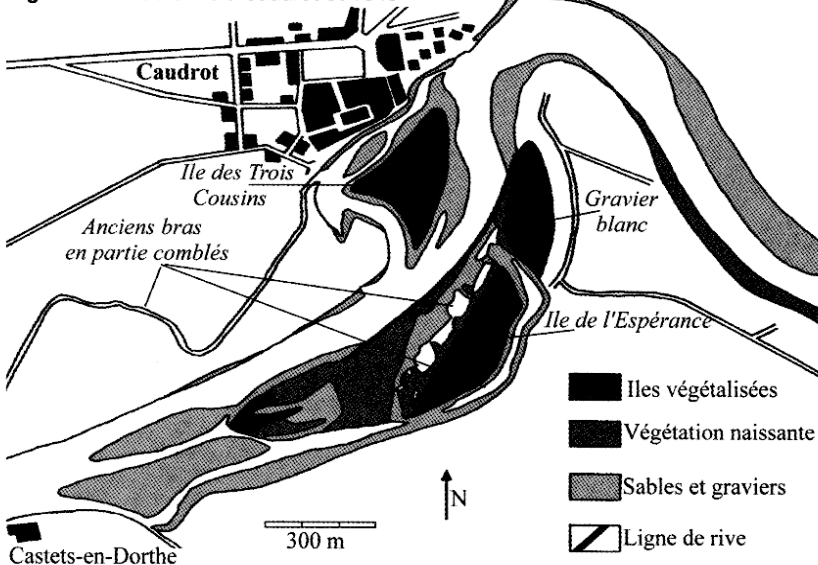 Caudrot
Ile des Trois
Cousins
Anciens bras
en partie comblés
Gravier
blanc
Ile de l'Espérance
Iles végétalisées
Végétation naissante
Sables et graviers
Ligne de rive
N
300 m
Castets-en-Dorthe